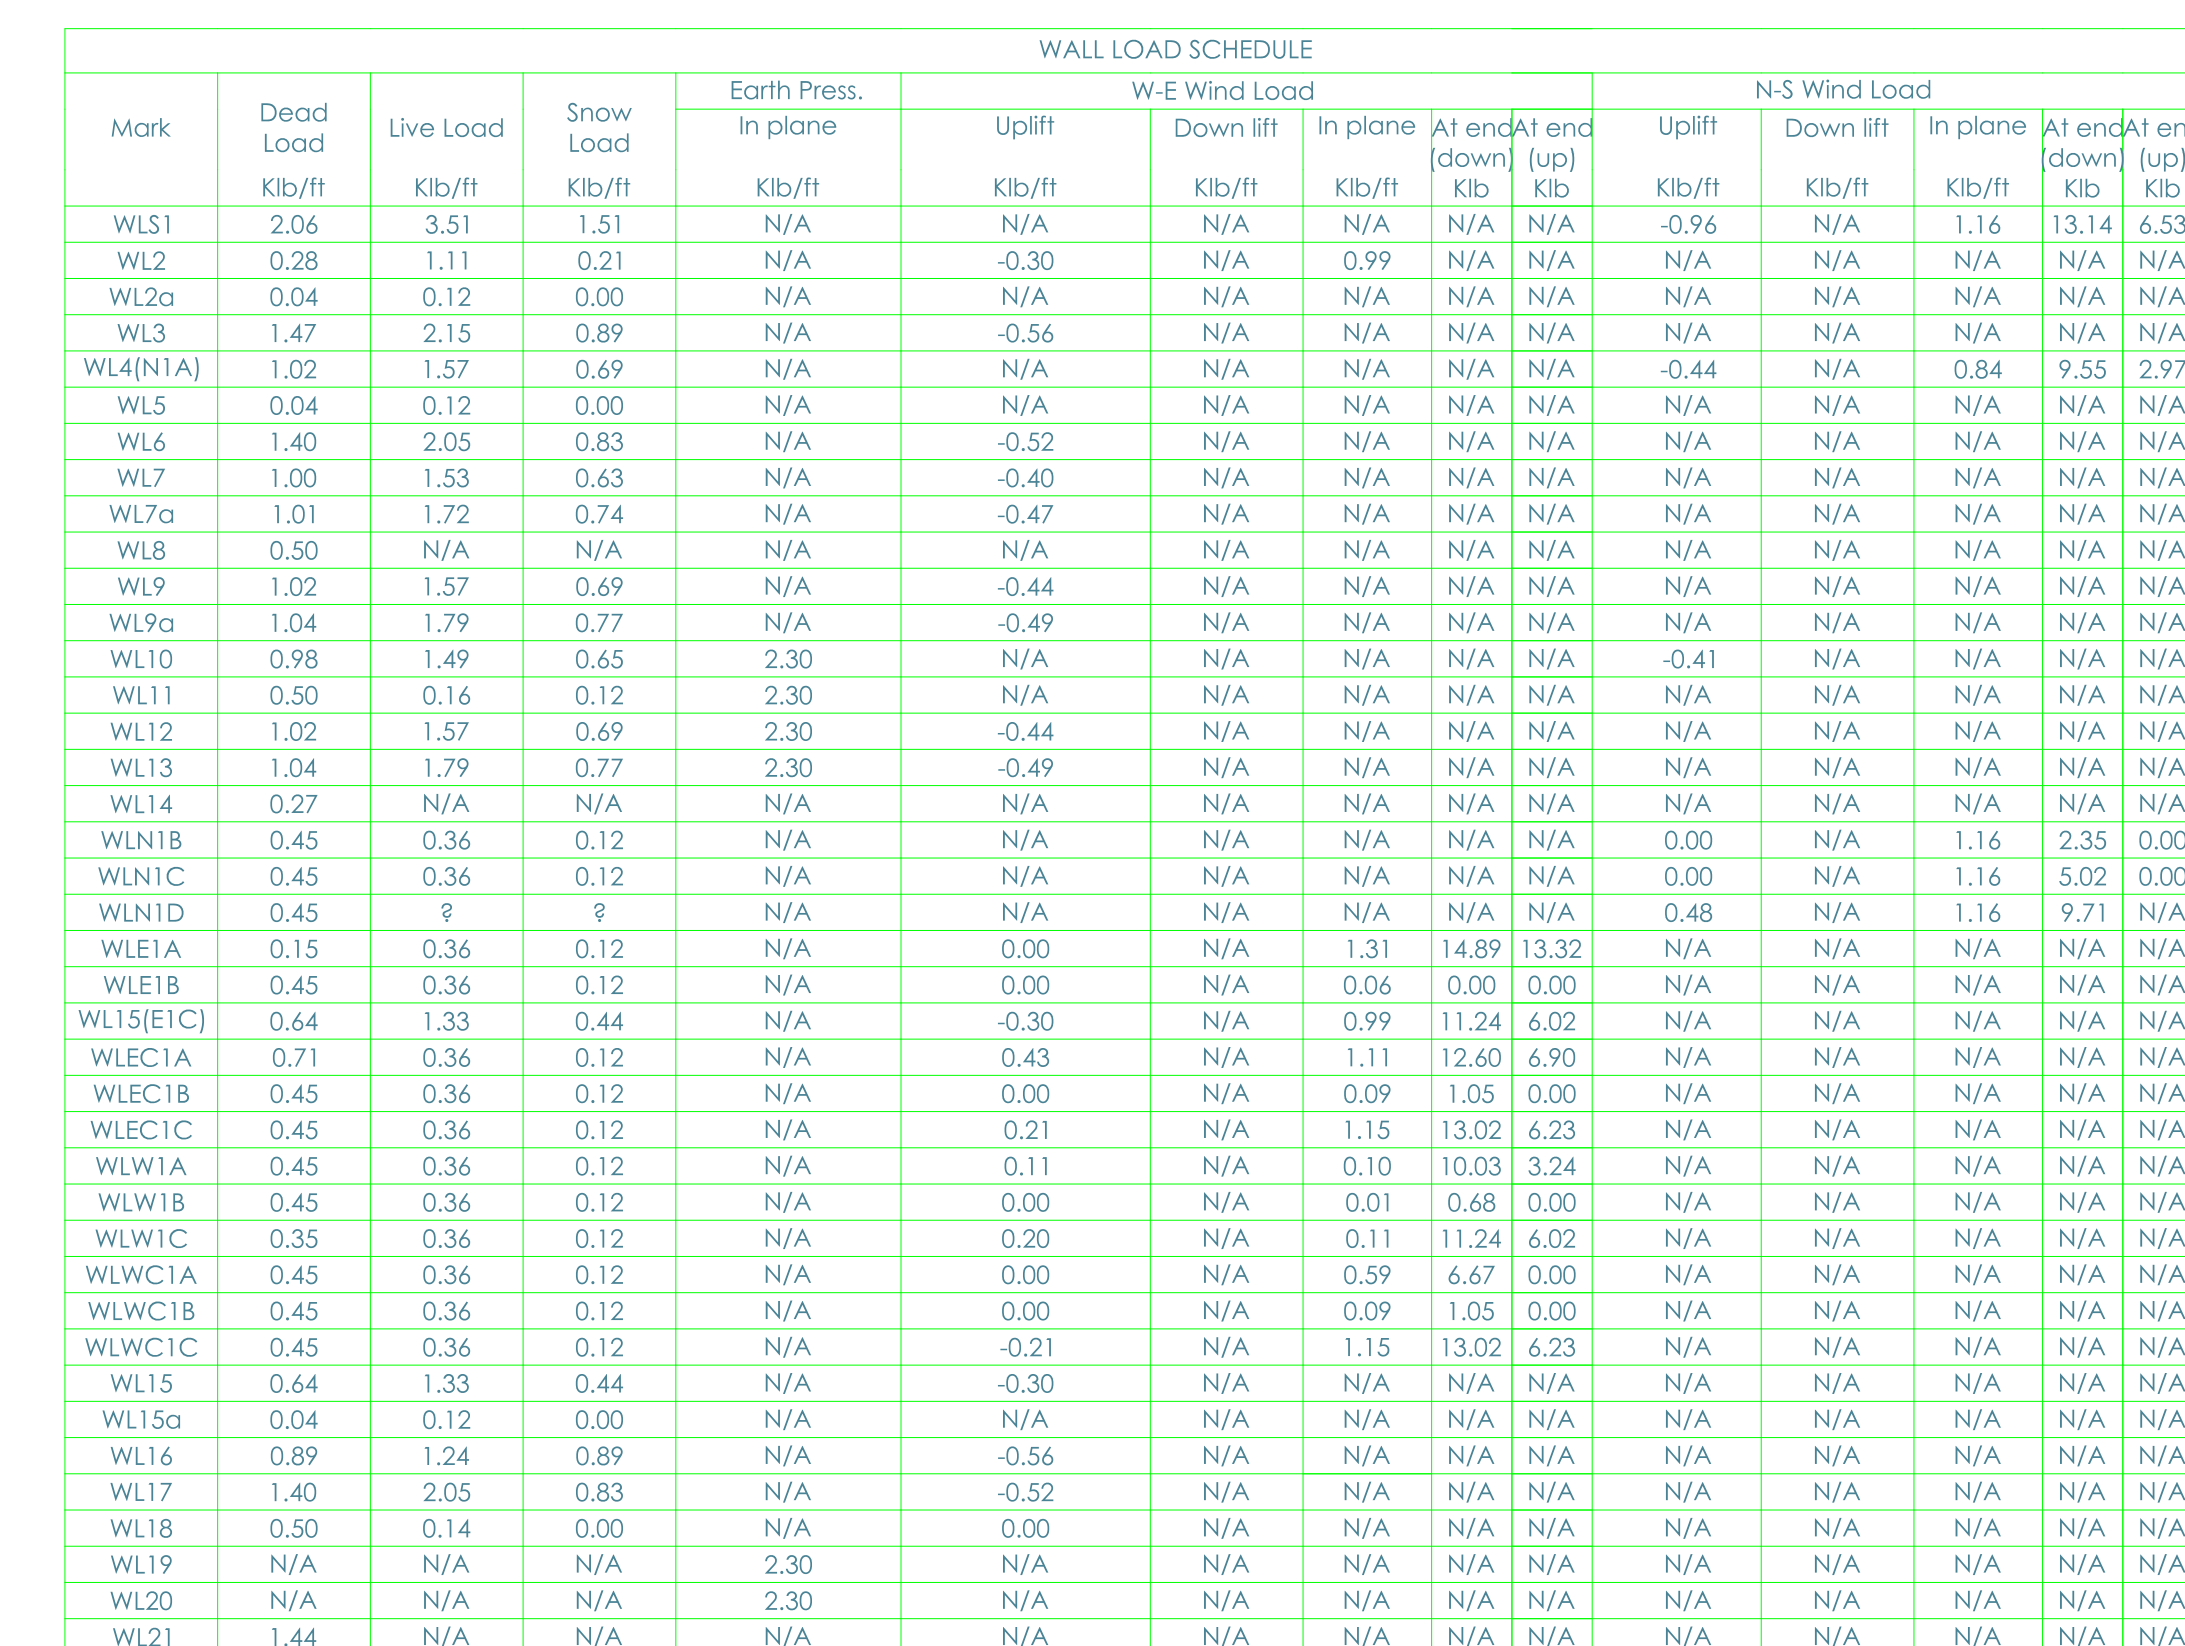 WALL LOAD SCHEDULE
Mark Dead Load Live Load Snow Load Earth Press. W-E Wind Load N-S Wind Load
In plane Uplift Down lift In plane At end (down) At end (up) Uplift Down lift In plane At end (down) At en (up)
Klb/ft Klb/ft Klb/ft Klb/ft Klb/ft Klb/ft Klb/ft Klb Klb Klb/ft Klb/ft Klb/ft Klb Klb
WLS1 2.06 3.51 1.51 N/A N/A N/A N/A N/A N/A -0.96 N/A 1.16 13.14 6.53
WL2 0.28 1.11 0.21 N/A -0.30 N/A 0.99 N/A N/A N/A N/A N/A N/A N/A
WL2a 0.04 0.12 0.00 N/A N/A N/A N/A N/A N/A N/A N/A N/A N/A N/A
WL3 1.47 2.15 0.89 N/A -0.56 N/A N/A N/A N/A N/A N/A N/A N/A N/A
WL4(N1A) 1.02 1.57 0.69 N/A N/A N/A N/A N/A N/A -0.44 N/A 0.84 9.55 2.97
WL5 0.04 0.12 0.00 N/A N/A N/A N/A N/A N/A N/A N/A N/A N/A N/A
WL6 1.40 2.05 0.83 N/A -0.52 N/A N/A N/A N/A N/A N/A N/A N/A N/A
WL7 1.00 1.53 0.63 N/A -0.40 N/A N/A N/A N/A N/A N/A N/A N/A N/A
WL7a 1.01 1.72 0.74 N/A -0.47 N/A N/A N/A N/A N/A N/A N/A N/A N/A
WL8 0.50 N/A N/A N/A N/A N/A N/A N/A N/A N/A N/A N/A N/A N/A
WL9 1.02 1.57 0.69 N/A -0.44 N/A N/A N/A N/A N/A N/A N/A N/A N/A
WL9a 1.04 1.79 0.77 N/A -0.49 N/A N/A N/A N/A N/A N/A N/A N/A N/A
WL10 0.98 1.49 0.65 2.30 N/A N/A N/A N/A N/A -0.41 N/A N/A N/A N/A
WL11 0.50 0.16 0.12 2.30 N/A N/A N/A N/A N/A N/A N/A N/A N/A N/A
WL12 1.02 1.57 0.69 2.30 -0.44 N/A N/A N/A N/A N/A N/A N/A N/A N/A
WL13 1.04 1.79 0.77 2.30 -0.49 N/A N/A N/A N/A N/A N/A N/A N/A N/A
WL14 0.27 N/A N/A N/A N/A N/A N/A N/A N/A N/A N/A N/A N/A N/A
WLN1B 0.45 0.36 0.12 N/A N/A N/A N/A N/A N/A 0.00 N/A 1.16 2.35 0.00
WLN1C 0.45 0.36 0.12 N/A N/A N/A N/A N/A N/A 0.00 N/A 1.16 5.02 0.00
WLN1D 0.45 ? ? N/A N/A N/A N/A N/A N/A 0.48 N/A 1.16 9.71 N/A
WLE1A 0.15 0.36 0.12 N/A 0.00 N/A 1.31 14.89 13.32 N/A N/A N/A N/A N/A
WLE1B 0.45 0.36 0.12 N/A 0.00 N/A 0.06 0.00 0.00 N/A N/A N/A N/A N/A
WL15(E1C) 0.64 1.33 0.44 N/A -0.30 N/A 0.99 11.24 6.02 N/A N/A N/A N/A N/A
WLEC1A 0.71 0.36 0.12 N/A 0.43 N/A 1.11 12.60 6.90 N/A N/A N/A N/A N/A
WLEC1B 0.45 0.36 0.12 N/A 0.00 N/A 0.09 1.05 0.00 N/A N/A N/A N/A N/A
WLEC1C 0.45 0.36 0.12 N/A 0.21 N/A 1.15 13.02 6.23 N/A N/A N/A N/A N/A
WLW1A 0.45 0.36 0.12 N/A 0.11 N/A 0.10 10.03 3.24 N/A N/A N/A N/A N/A
WLW1B 0.45 0.36 0.12 N/A 0.00 N/A 0.01 0.68 0.00 N/A N/A N/A N/A N/A
WLW1C 0.35 0.36 0.12 N/A 0.20 N/A 0.11 11.24 6.02 N/A N/A N/A N/A N/A
WLWC1A 0.45 0.36 0.12 N/A 0.00 N/A 0.59 6.67 0.00 N/A N/A N/A N/A N/A
WLWC1B 0.45 0.36 0.12 N/A 0.00 N/A 0.09 1.05 0.00 N/A N/A N/A N/A N/A
WLWC1C 0.45 0.36 0.12 N/A -0.21 N/A 1.15 13.02 6.23 N/A N/A N/A N/A N/A
WL15 0.64 1.33 0.44 N/A -0.30 N/A N/A N/A N/A N/A N/A N/A N/A N/A
WL15a 0.04 0.12 0.00 N/A N/A N/A N/A N/A N/A N/A N/A N/A N/A N/A
WL16 0.89 1.24 0.89 N/A -0.56 N/A N/A N/A N/A N/A N/A N/A N/A N/A
WL17 1.40 2.05 0.83 N/A -0.52 N/A N/A N/A N/A N/A N/A N/A N/A N/A
WL18 0.50 0.14 0.00 N/A 0.00 N/A N/A N/A N/A N/A N/A N/A N/A N/A
WL19 N/A N/A N/A 2.30 N/A N/A N/A N/A N/A N/A N/A N/A N/A N/A
WL20 N/A N/A N/A 2.30 N/A N/A N/A N/A N/A N/A N/A N/A N/A N/A
WL21 1.44 N/A N/A N/A N/A N/A N/A N/A N/A N/A N/A N/A N/A N/A